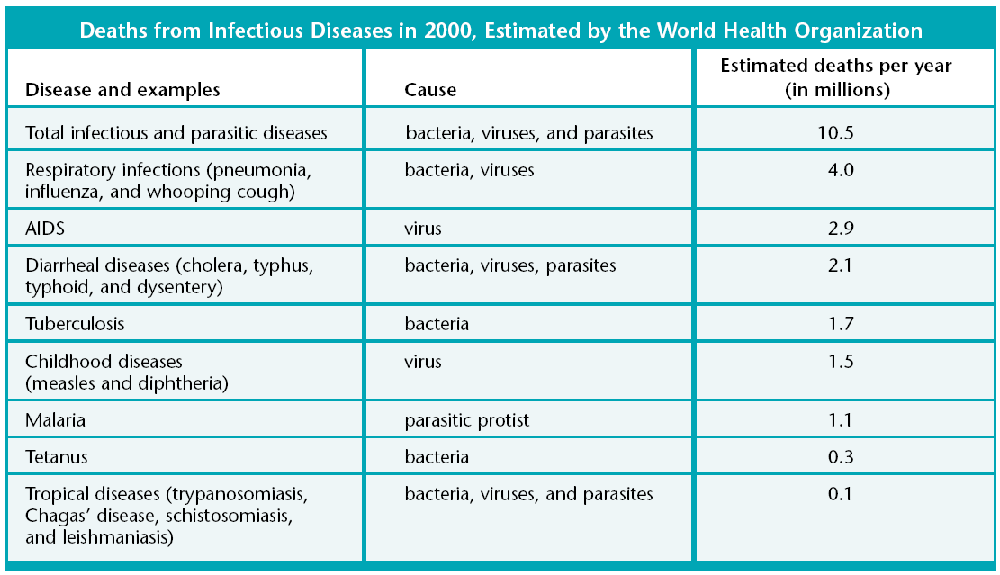 Deaths from Infectious Diseases in 2000, Estimated by the World Health Organization
Disease and examples
Cause
Estimated deaths per year
(in millions)
Total infectious and parasitic diseases
bacteria, viruses, and parasites
10.5
Respiratory infections (pneumonia,
influenza, and whooping cough)
bacteria, viruses
4.0
AIDS
virus
2.9
Diarrheal diseases (cholera, typhus,
typhoid, and dysentery)
bacteria, viruses, parasites
2.1
Tuberculosis
bacteria
1.7
Childhood diseases
(measles and diphtheria)
virus
1.5
Malaria
parasitic protist
1.1
Tetanus
bacteria
0.3
Tropical diseases (trypanosomiasis,
Chagas’ disease, schistosomiasis,
and leishmaniasis)
bacteria, viruses, and parasites
0.1